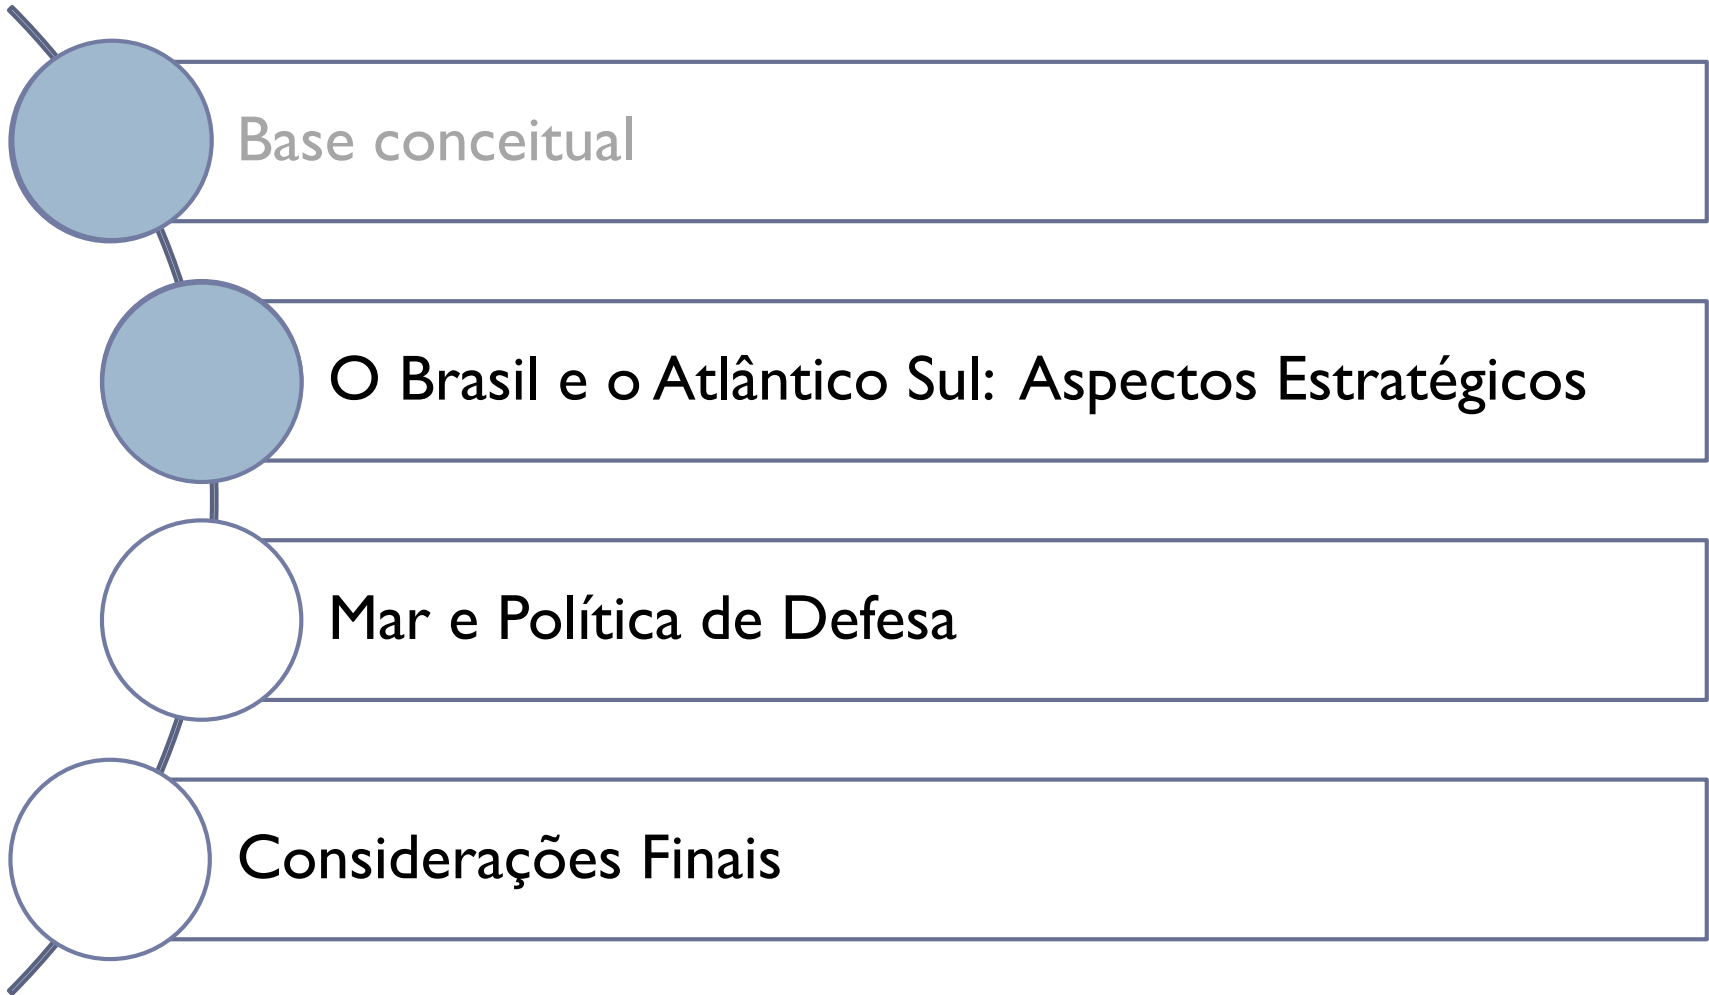 Base conceitual
O Brasil e o Atlântico Sul: Aspectos Estratégicos
Mar e Política de Defesa
Considerações Finais